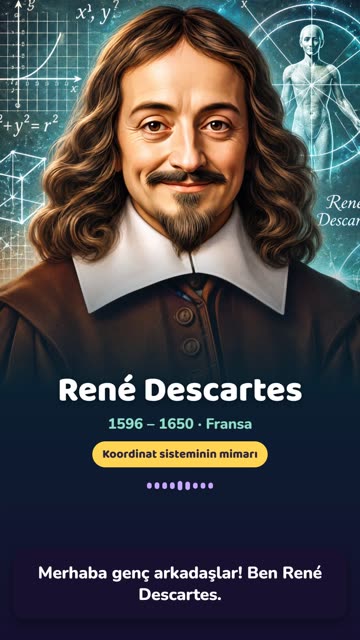 x², y²
x
x²+y² = r²
René
Descartes
René Descartes
1596 – 1650 · Fransa
Koordinat sisteminin mimarı
Merhaba genç arkadaşlar! Ben René
Descartes.